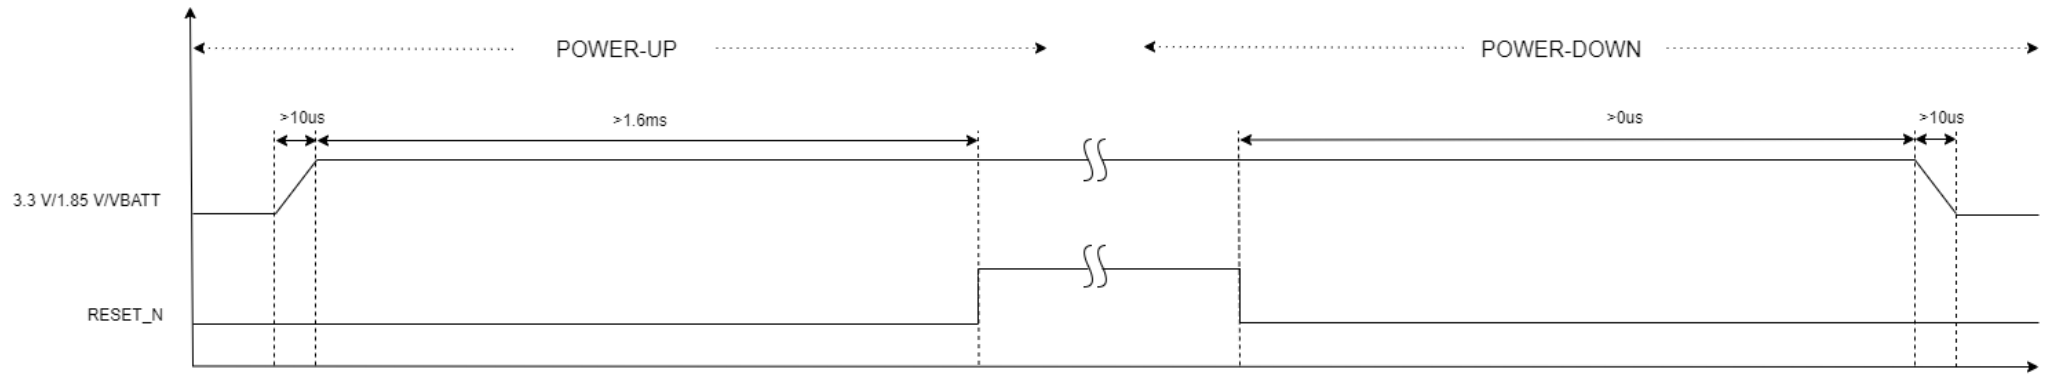 POWER-UP
POWER-DOWN
>10us
>1.6ms
>0us
>10us
3.3 V/1.85 V/VBATT
RESET_N